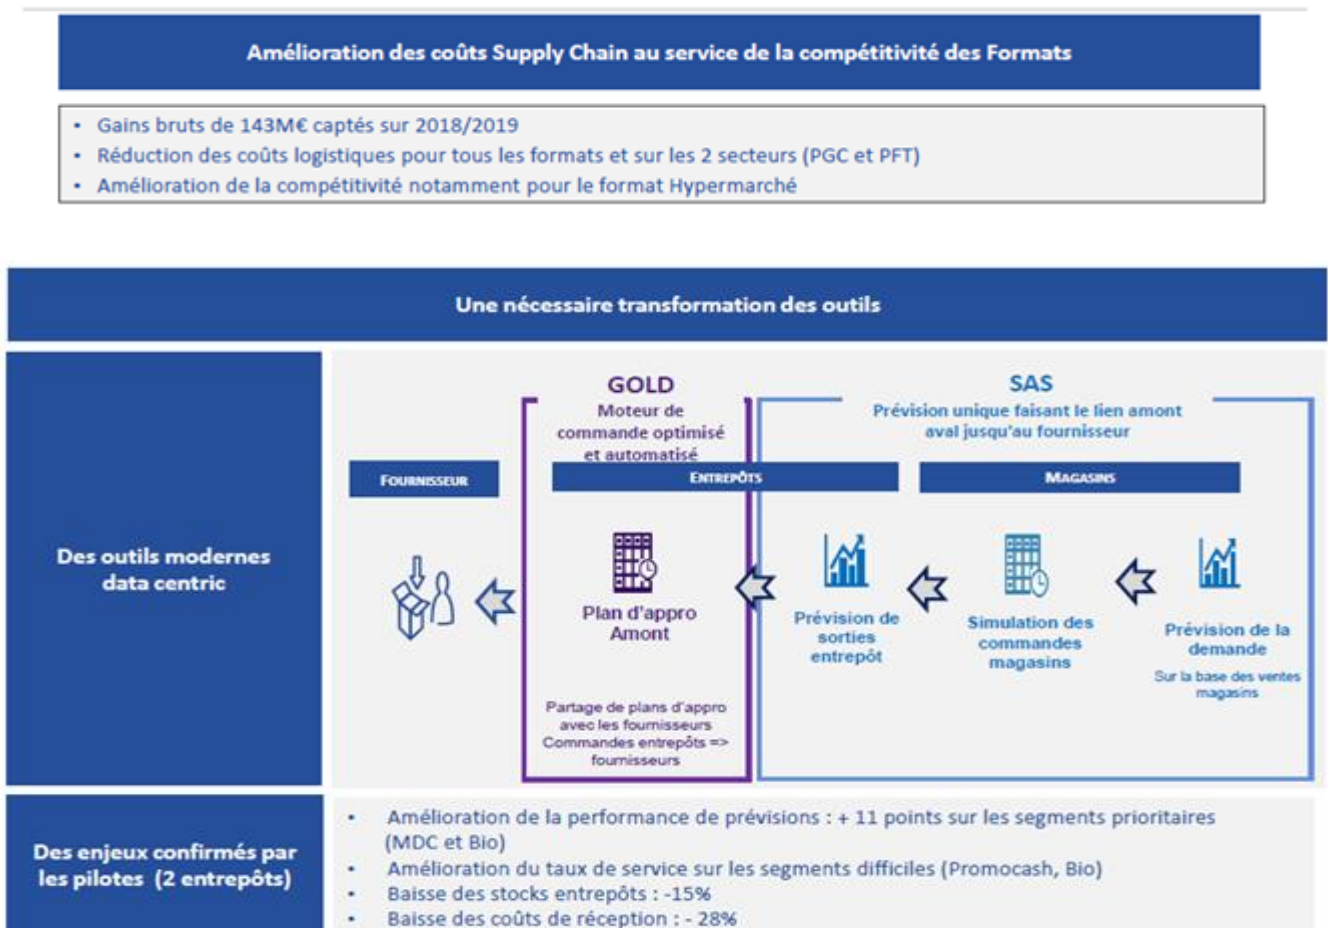 Amélioration des coûts Supply Chain au service de la compétitivité des Formats
• Gains bruts de 143M€ captés sur 2018/2019
• Réduction des coûts logistiques pour tous les formats et sur les 2 secteurs (PGC et PFT)
• Amélioration de la compétitivité notamment pour le format Hypermarché
Une nécessaire transformation des outils
Des outils modernes
data centric
GOLD
Moteur de
commande optimisé
et automatisé
SAS
Prévision unique faisant le lien amont
aval jusqu'au fournisseur
FOURNISSEUR
ENTREPÔTS
MAGASINS
Plan d'appro
Amont
Prévision de
sorties
entrepôt
Simulation des
commandes
magasins
Prévision de la
demande
Sur la base des ventes
magasins
Partage de plans d'appro
avec les fournisseurs
Commandes entrepôts =>
fournisseurs
Des enjeux confirmés par
les pilotes (2 entrepôts)
• Amélioration de la performance de prévisions : + 11 points sur les segments prioritaires
(MDC et Bio)
• Amélioration du taux de service sur les segments difficiles (Promocash, Bio)
• Baisse des stocks entrepôts : -15%
• Baisse des coûts de réception : - 28%